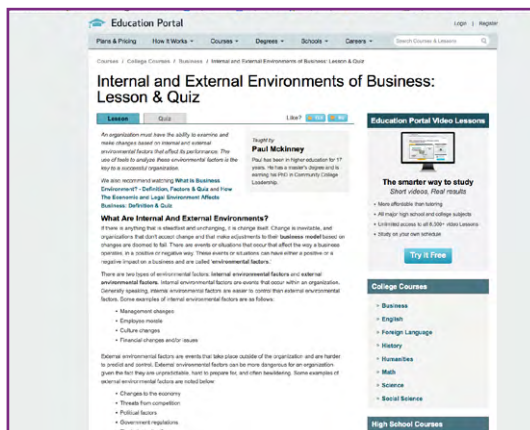 Education Portal
Login | Register
Plans & Pricing How It Works Courses Degrees Schools Careers Search Courses & Lessons
Courses / College Courses / Business / Internal and External Environments of Business: Lesson & Quiz
Internal and External Environments of Business:
Lesson & Quiz
Lesson Quiz Like?
An organization must have the ability to examine and
make changes based on internal and external
environmental factors that affect its performance. The
use of tools to analyze these environmental factors is the
key to a successful organization.
We also recommend watching What is Business
Environment? - Definition, Factors & Quiz and How
The Economic and Legal Environment Affects
Business: Definition & Quiz
Taught by
Paul Mckinney
Paul has been in higher education for 17
years. He has a master's degree and is
earning his PhD in Community College
Leadership.
What Are Internal And External Environments?
If there is anything that is steadfast and unchanging, it is change itself. Change is inevitable, and
organizations that don't accept change and that make adjustments to their business model based on
changes are doomed to fail. There are events or situations that occur that affect the way a business
operates, in a positive or negative way. These events or situations can have either a positive or a
negative impact on a business and are called 'environmental factors.'
There are two types of environmental factors: internal environmental factors and external
environmental factors. Internal environmental factors are events that occur within an organization.
Generally speaking, internal environmental factors are easier to control than external environmental
factors. Some examples of internal environmental factors are as follows:
• Management changes
• Employee morale
• Culture changes
• Financial changes and/or issues
External environmental factors are events that take place outside of the organization and are harder
to predict and control. External environmental factors can be more dangerous for an organization
given the fact they are unpredictable, hard to prepare for, and often bewildering. Some examples of
external environmental factors are noted below:
• Changes to the economy
• Threats from competition
• Political factors
• Government regulations
Education Portal Video Lessons
The smarter way to study
Short videos, Real results
• More affordable than tutoring
• All major high school and college subjects
• Unlimited access to all 8,300+ video Lessons
• Study on your own schedule
Try it Free
College Courses
Business
English
Foreign Language
History
Humanities
Math
Science
Social Science
High School Courses